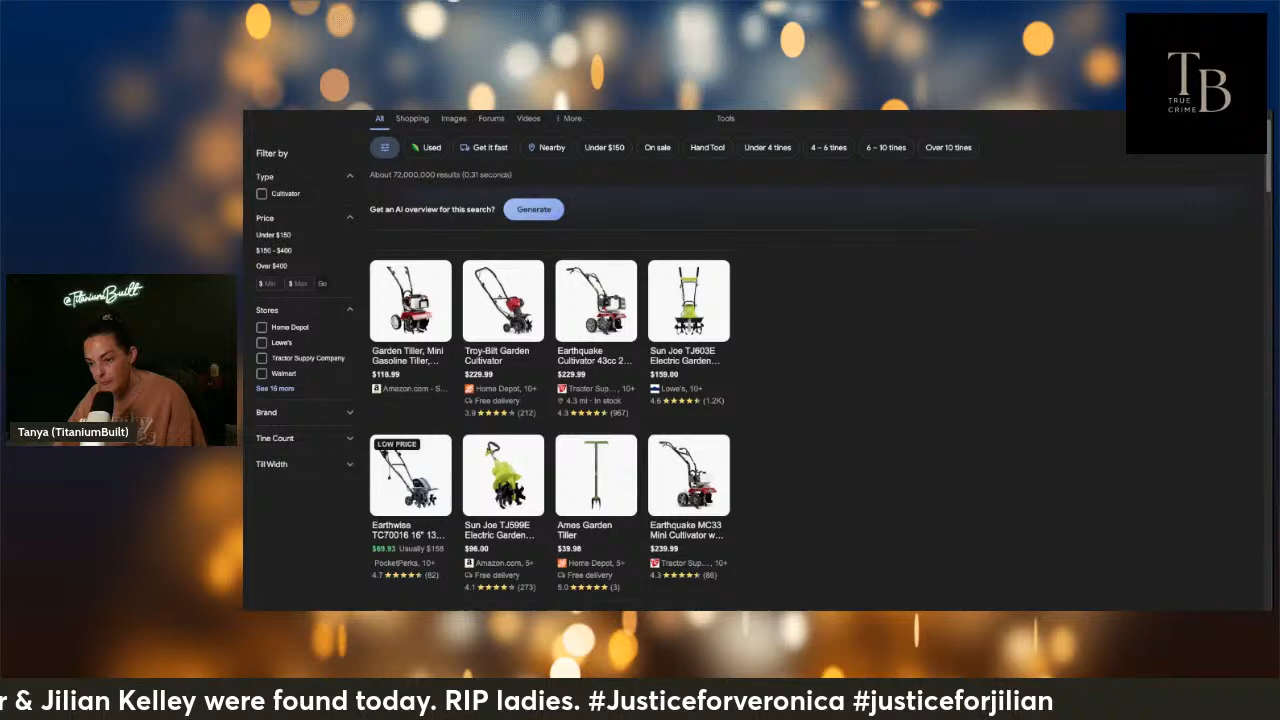 TB
TRUE
CRIME
All Shopping Images Forums Videos More Tools
Used Get it fast Nearby Under $150 On sale Hand Tool Under 4 tines 4 – 6 tines 6 – 10 tines Over 10 tines
Filter by
Type
Cultivator
Price
Under $150
$150 - $400
Over $400
$ Min $ Max Go
Stores
Home Depot
Lowe's
Tractor Supply Company
Walmart
See 16 more
Brand
Tine Count
Till Width
About 72,000,000 results (0.31 seconds)
Get an AI overview for this search? Generate
Garden Tiller, Mini
Gasoline Tiller,...
$118.99
Amazon.com - S...
Troy-Bilt Garden
Cultivator
$229.99
Home Depot, 10+
Free delivery
3.9 (212)
Earthquake
Cultivator 43cc 2...
$229.99
Tractor Sup..., 10+
4.3 mi · In stock
4.3 (967)
Sun Joe TJ603E
Electric Garden...
$159.00
Lowe's, 10+
4.6 (1.2K)
LOW PRICE
Earthwise
TC70016 16" 13...
$69.93 Usually $158
PocketPerks, 10+
4.7 (82)
Sun Joe TJ599E
Electric Garden...
$96.00
Amazon.com, 5+
Free delivery
4.1 (273)
Ames Garden
Tiller
$39.98
Home Depot, 5+
Free delivery
5.0 (3)
Earthquake MC33
Mini Cultivator w...
$239.99
Tractor Sup..., 10+
4.3 (86)
@TitaniumBuilt
Tanya (TitaniumBuilt)
r & Jilian Kelley were found today. RIP ladies. #Justiceforveronica #justiceforjilian